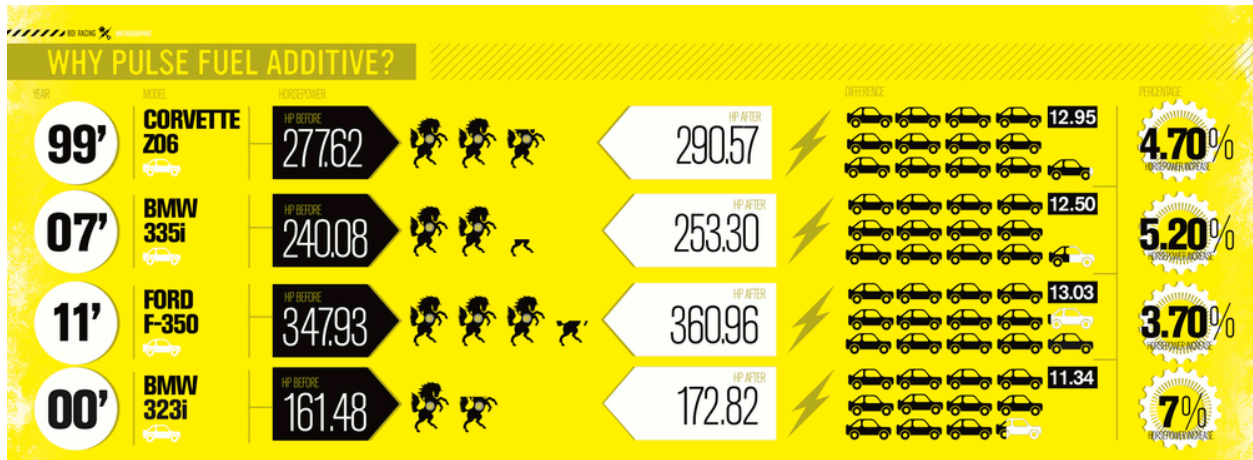 BDI RACING INFOGRAPHIC
WHY PULSE FUEL ADDITIVE?
YEAR MODEL HORSEPOWER DIFFERENCE PERCENTAGE
99' CORVETTE Z06 HP BEFORE 277.62 HP AFTER 290.57 12.95 4.70% HORSEPOWER INCREASE
07' BMW 335i HP BEFORE 240.08 HP AFTER 253.30 12.50 5.20% HORSEPOWER INCREASE
11' FORD F-350 HP BEFORE 347.93 HP AFTER 360.96 13.03 3.70% HORSEPOWER INCREASE
00' BMW 323i HP BEFORE 161.48 HP AFTER 172.82 11.34 7% HORSEPOWER INCREASE